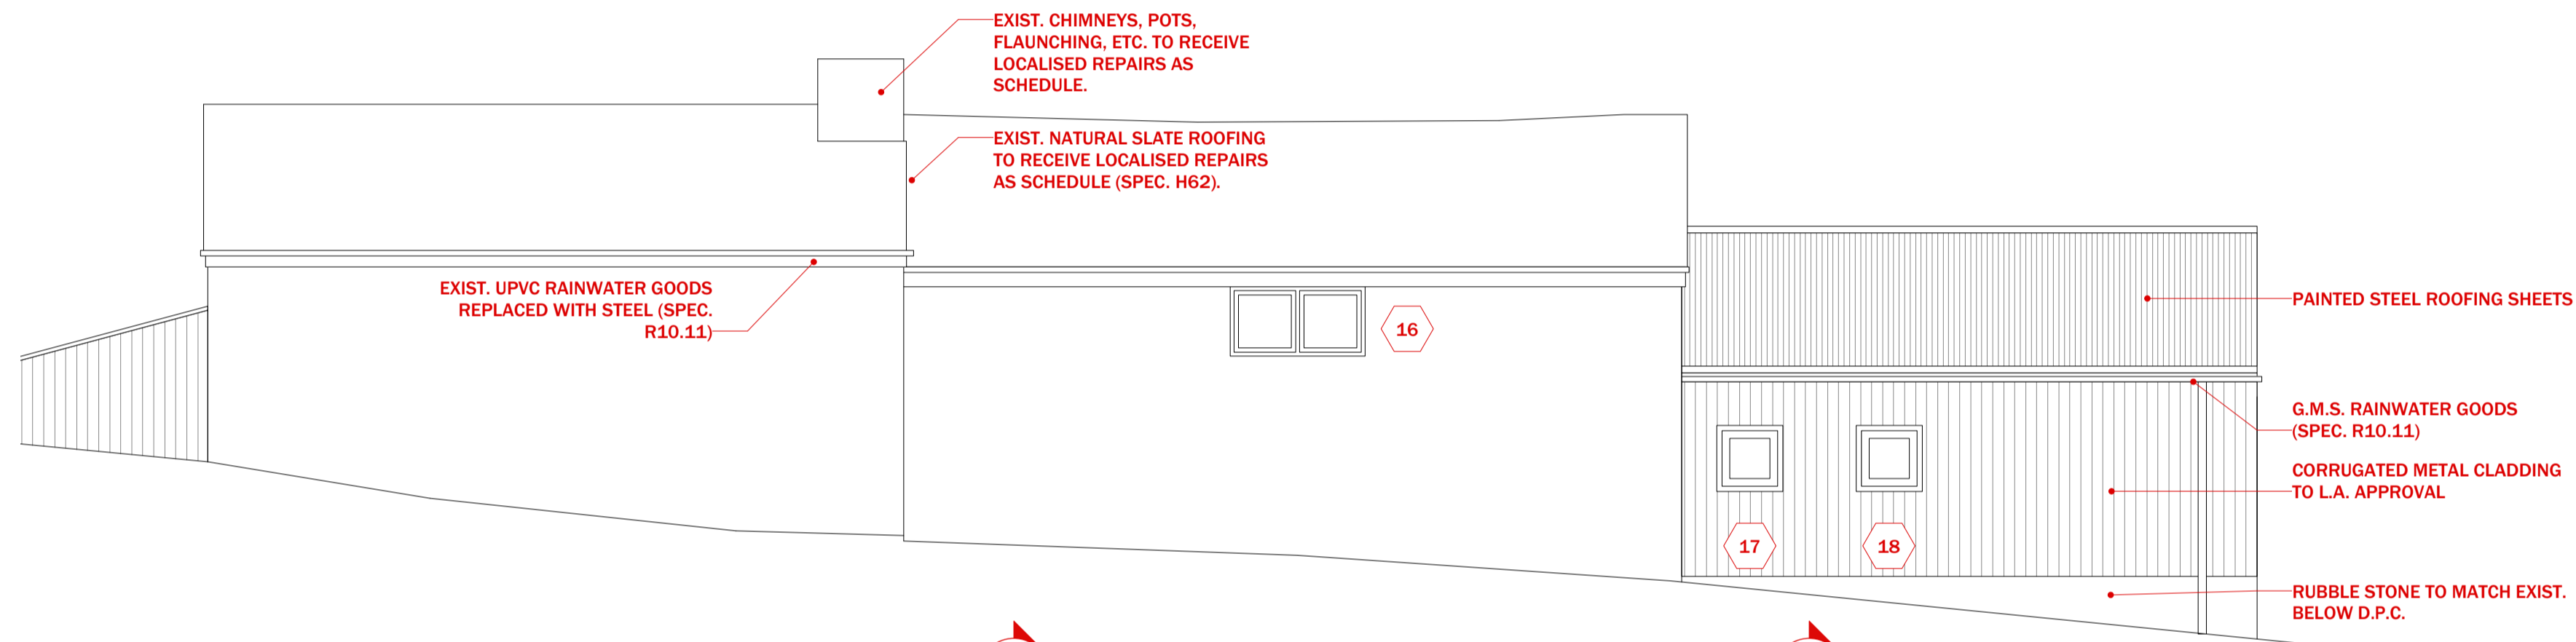 EXIST. CHIMNEYS, POTS,
FLAUNCHING, ETC. TO RECEIVE
LOCALISED REPAIRS AS
SCHEDULE.
EXIST. NATURAL SLATE ROOFING
TO RECEIVE LOCALISED REPAIRS
AS SCHEDULE (SPEC. H62).
EXIST. UPVC RAINWATER GOODS
REPLACED WITH STEEL (SPEC.
R10.11)
16
PAINTED STEEL ROOFING SHEETS
G.M.S. RAINWATER GOODS
(SPEC. R10.11)
CORRUGATED METAL CLADDING
TO L.A. APPROVAL
17
18
RUBBLE STONE TO MATCH EXIST.
BELOW D.P.C.